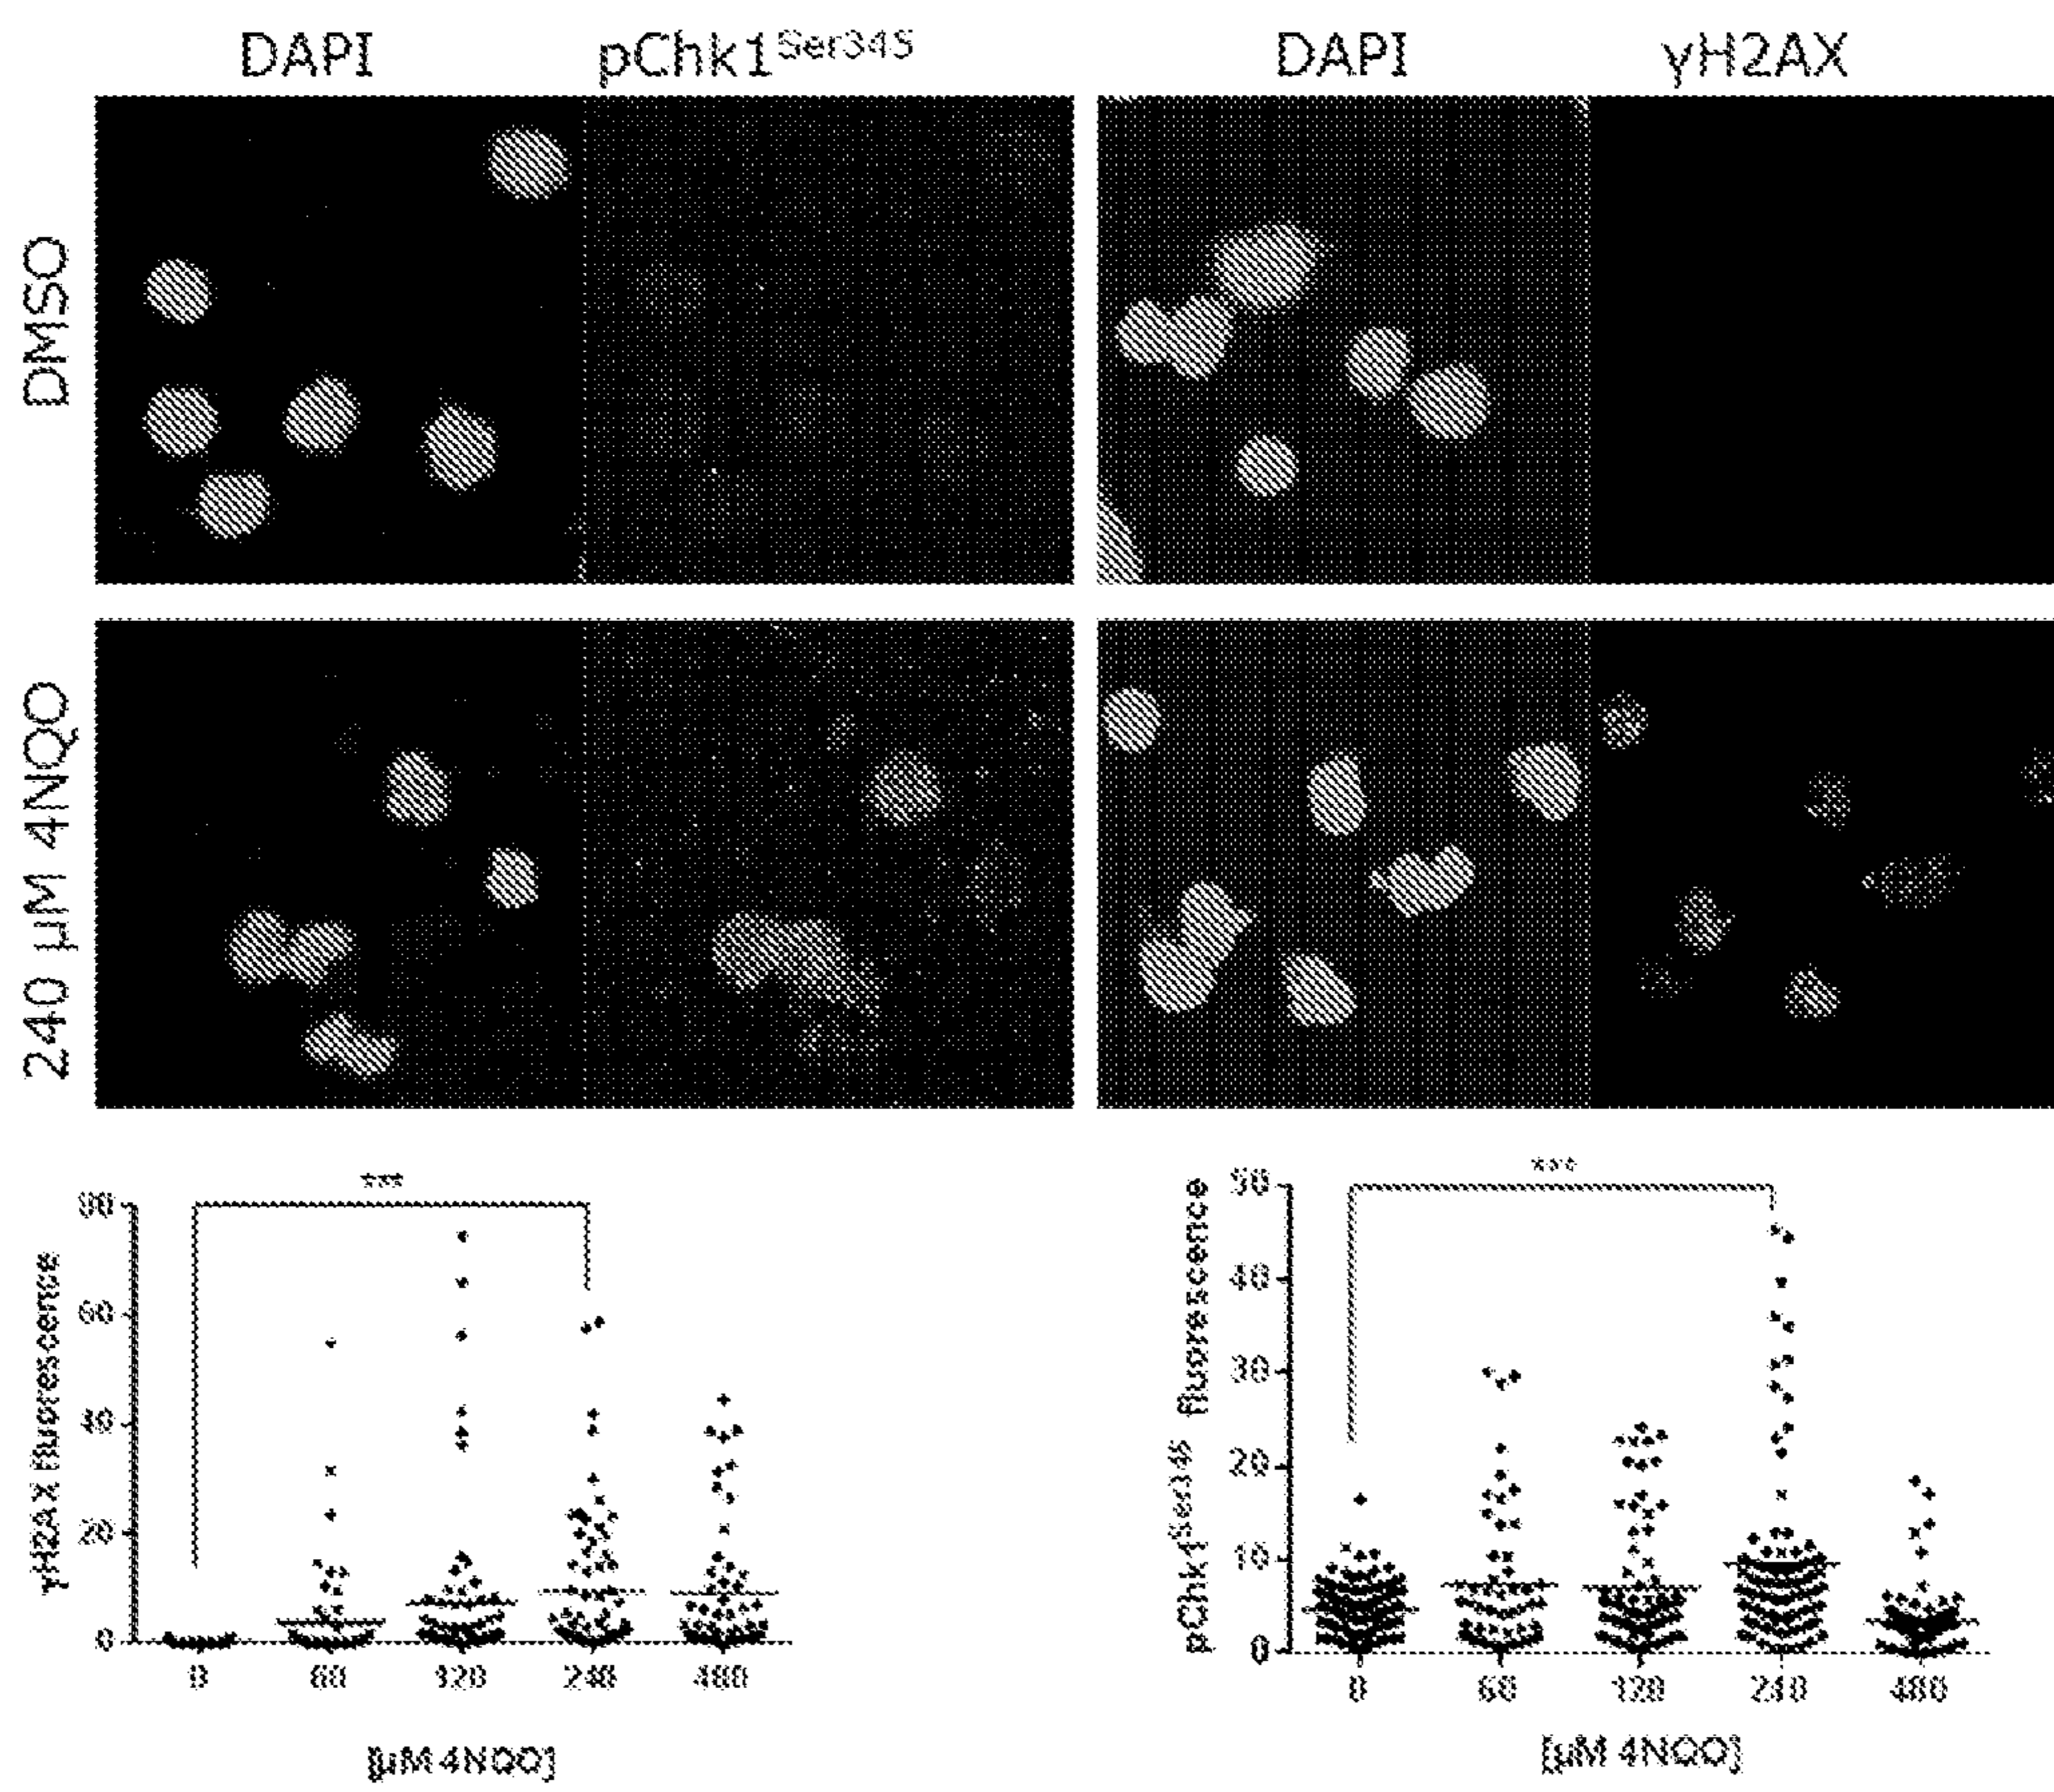 DAPI pChk1Ser345 DAPI γH2AX
DMSO
240 µM 4NQO
***
80
60
40
20
0
γH2AX fluorescence
0 60 120 240 480
[µM 4NQO]
***
50
40
30
20
10
0
pChk1Ser345 fluorescence
0 60 120 240 480
[µM 4NQO]